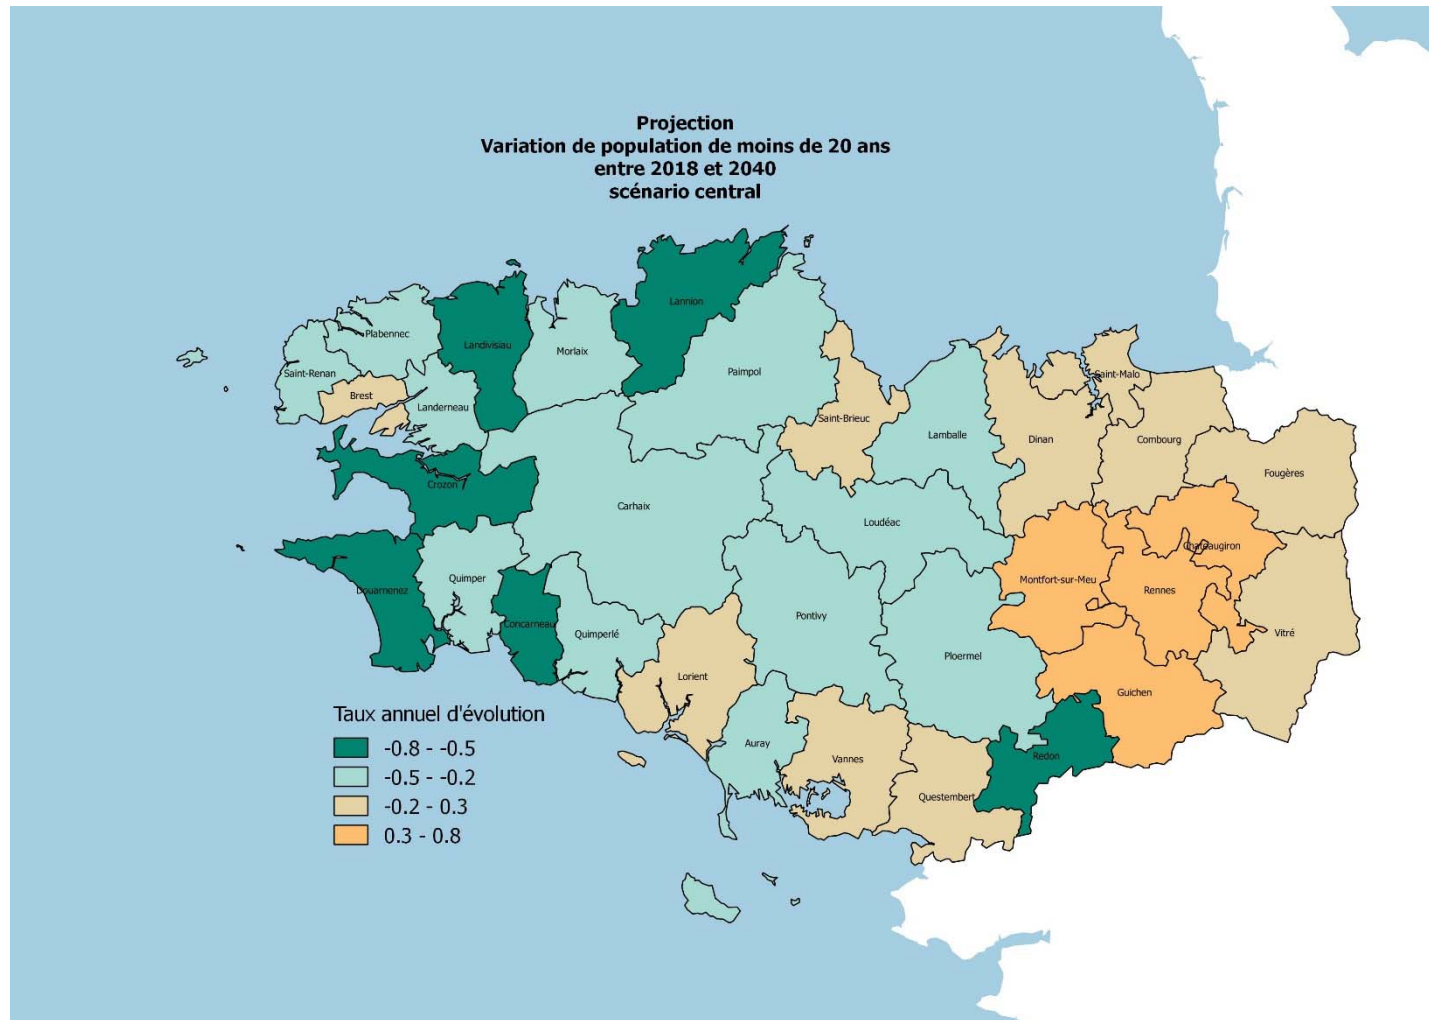 Projection
Variation de population de moins de 20 ans
entre 2018 et 2040
scénario central
Lannion
Plabennec
Landivisiau
Morlaix
Saint-Renan
Paimpol
Saint-Malo
Brest
Landerneau
Saint-Brieuc
Lamballe
Dinan
Combourg
Fougères
Crozon
Carhaix
Loudéac
Chateaugiron
Quimper
Montfort-sur-Meu
Rennes
Douarnenez
Pontivy
Concarneau
Quimperlé
Vitré
Ploermel
Lorient
Guichen
Taux annuel d'évolution
-0.8 - -0.5
-0.5 - -0.2
-0.2 - 0.3
0.3 - 0.8
Auray
Vannes
Redon
Questembert